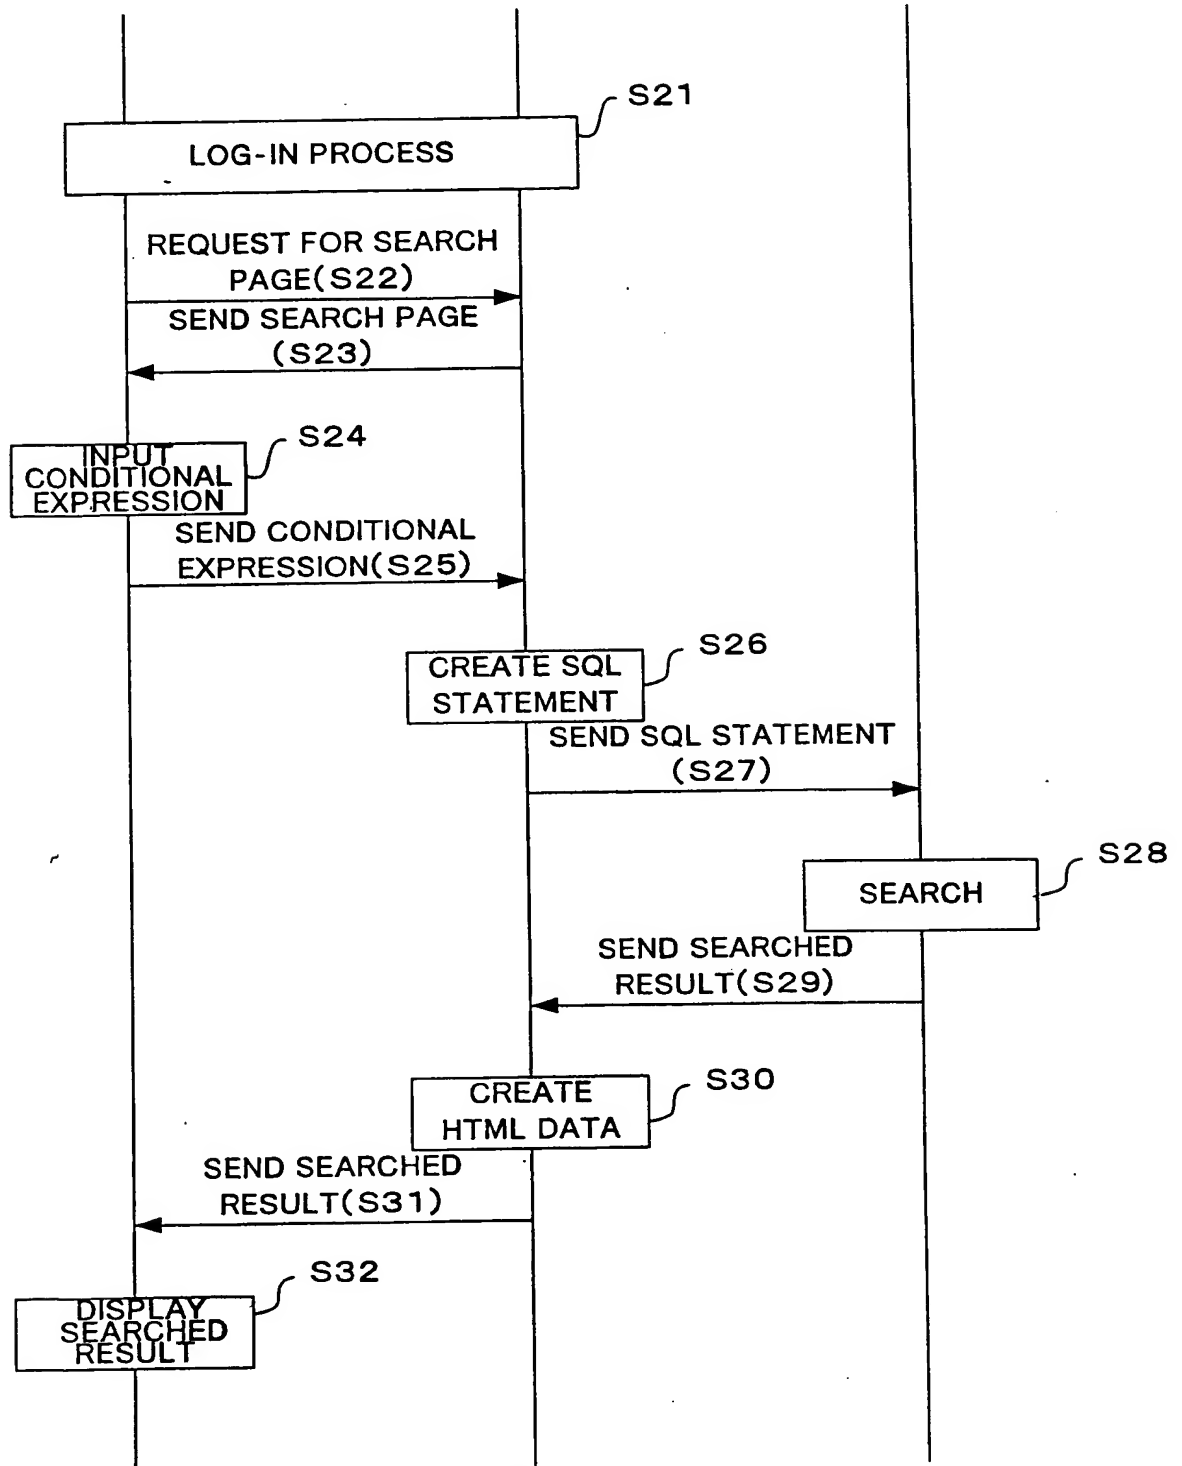 S21
LOG-IN PROCESS
REQUEST FOR SEARCH
PAGE(S22)
SEND SEARCH PAGE
(S23)
S24
INPUT
CONDITIONAL
EXPRESSION
SEND CONDITIONAL
EXPRESSION(S25)
S26
CREATE SQL
STATEMENT
SEND SQL STATEMENT
(S27)
S28
SEARCH
SEND SEARCHED
RESULT(S29)
S30
CREATE
HTML DATA
SEND SEARCHED
RESULT(S31)
S32
DISPLAY
SEARCHED
RESULT